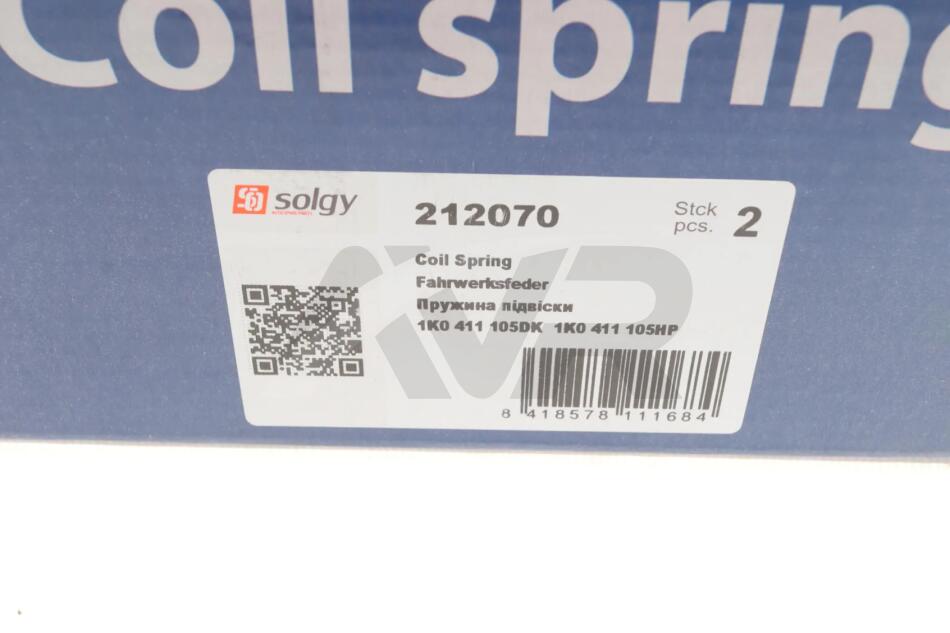 Coil spring
solgy
212070
Stck
pcs. 2
Coil Spring
Fahrwerksfeder
Пружина підвіски
1K0 411 105DK 1K0 411 105HP
8 418578 111684